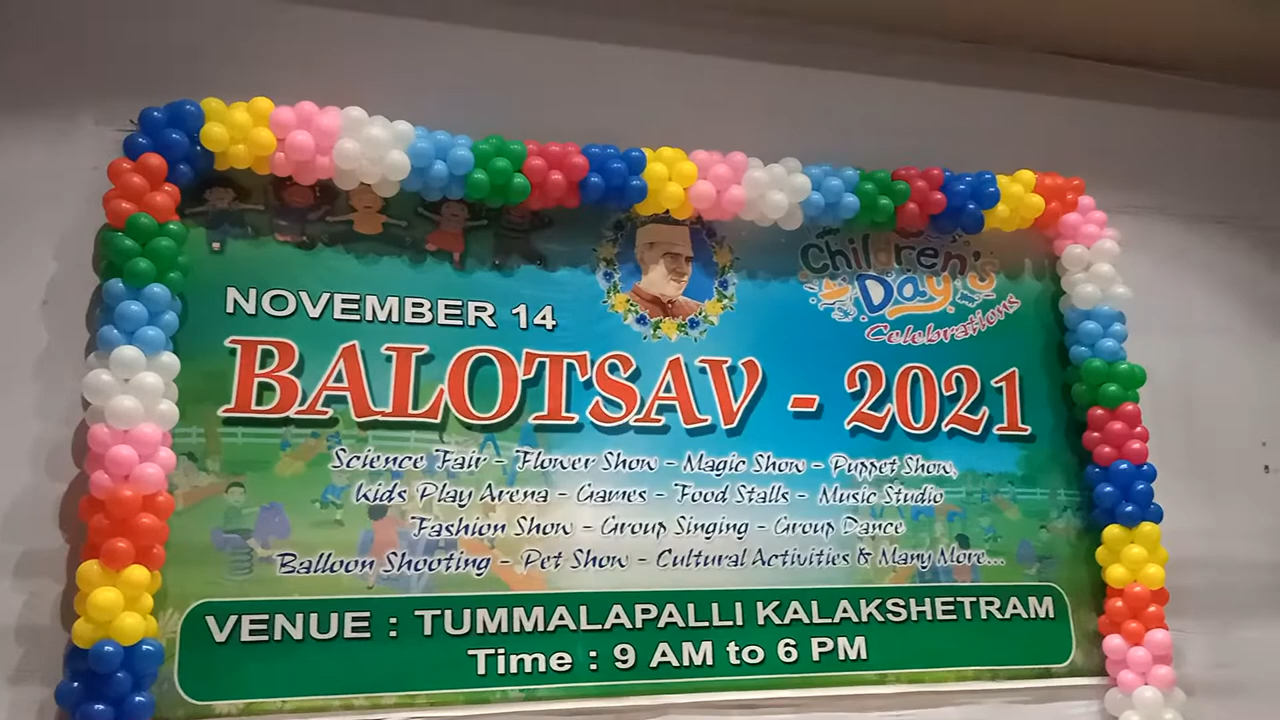 Children's
Day
Celebrations
NOVEMBER 14
BALOTSAV - 2021
Science Fair - Flower Show - Magic Show - Puppet Show,
Kids Play Arena - Games - Food Stalls - Music Studio
Fashion Show - Group Singing - Group Dance
Balloon Shooting - Pet Show - Cultural Activities & Many More...
VENUE : TUMMALAPALLI KALAKSHETRAM
Time : 9 AM to 6 PM